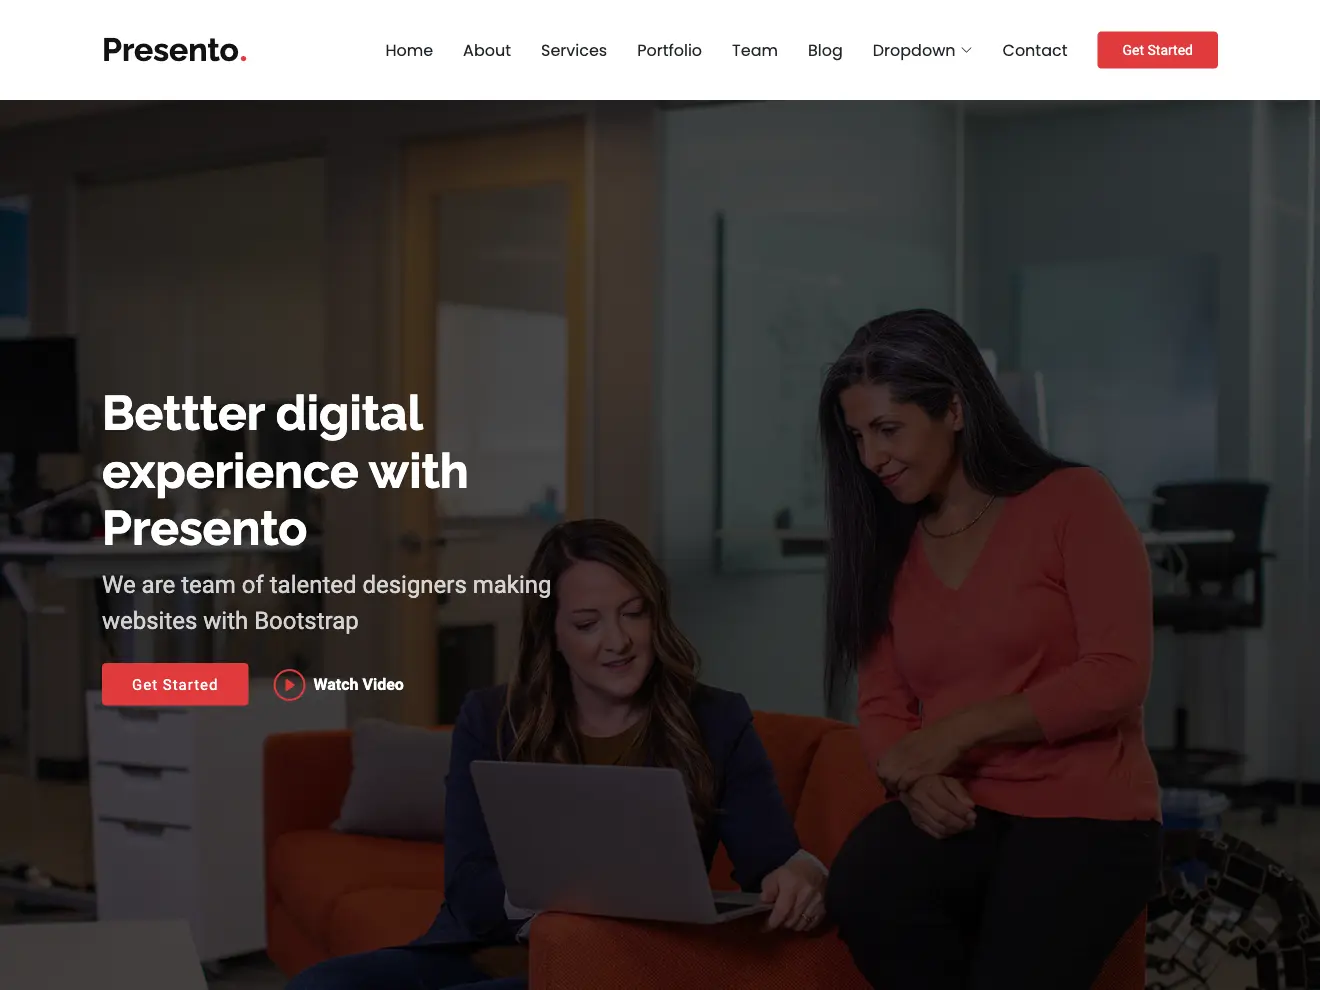 Presento.
Home About Services Portfolio Team Blog Dropdown Contact Get Started
Bettter digital
experience with
Presento
We are team of talented designers making
websites with Bootstrap
Get Started Watch Video